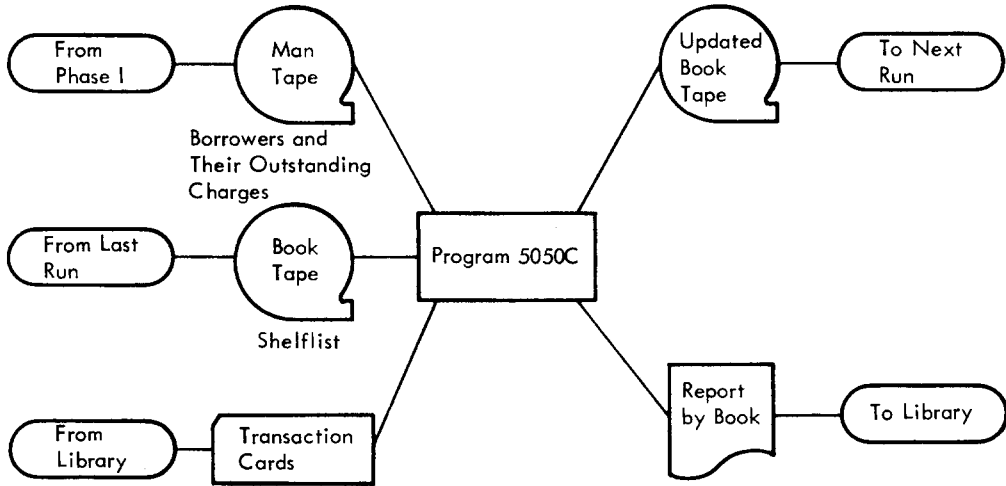 From
Phase I
Man
Tape
Borrowers and
Their Outstanding
Charges
From Last
Run
Book
Tape
Shelflist
From
Library
Transaction
Cards
Program 5050C
Updated
Book
Tape
To Next
Run
Report
by Book
To Library